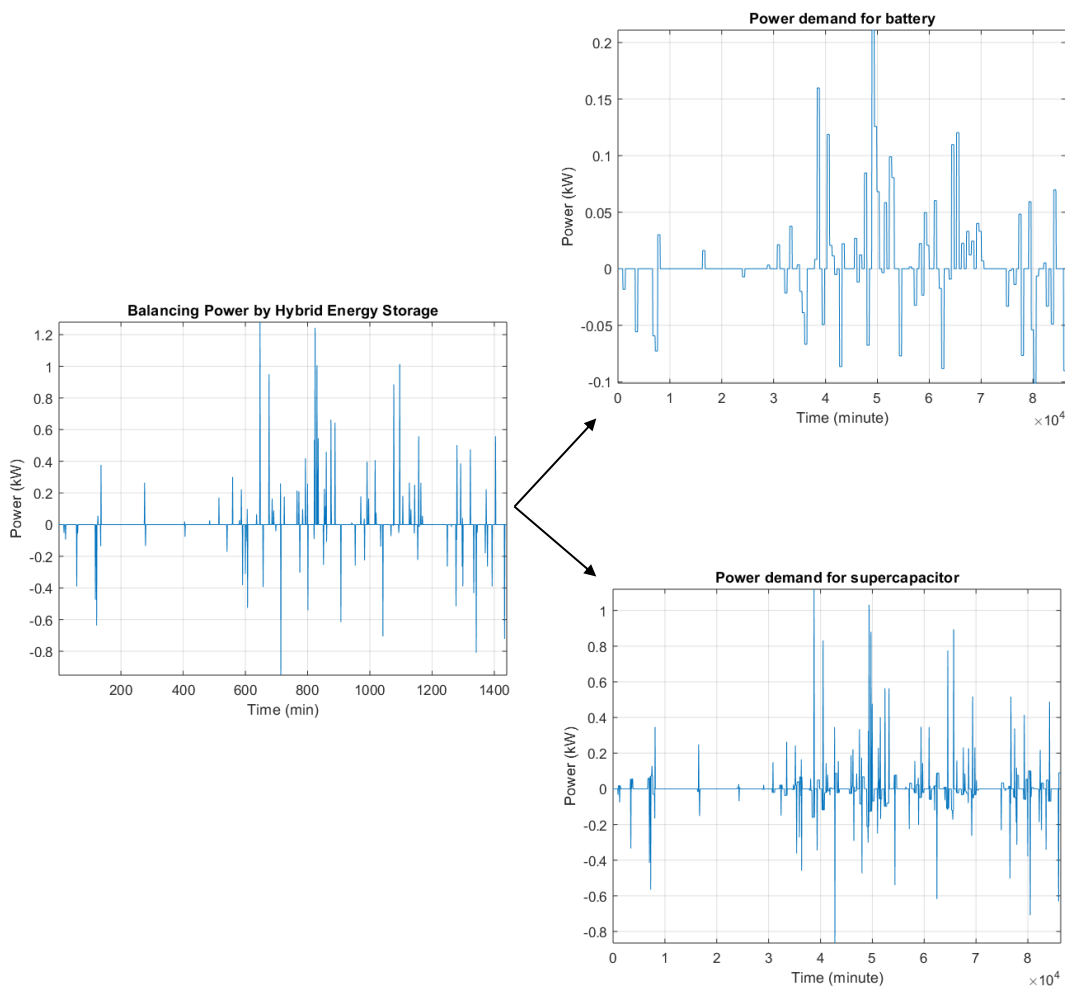 Power demand for battery
0.2
0.15
0.1
0.05
0
-0.05
-0.1
Power (kW)
0 1 2 3 4 5 6 7 8
Time (minute)
×10⁴
Balancing Power by Hybrid Energy Storage
1.2
1
0.8
0.6
0.4
0.2
0
-0.2
-0.4
-0.6
-0.8
Power (kW)
200 400 600 800 1000 1200 1400
Time (min)
Power demand for supercapacitor
1
0.8
0.6
0.4
0.2
0
-0.2
-0.4
-0.6
-0.8
Power (kW)
0 1 2 3 4 5 6 7 8
Time (minute)
×10⁴